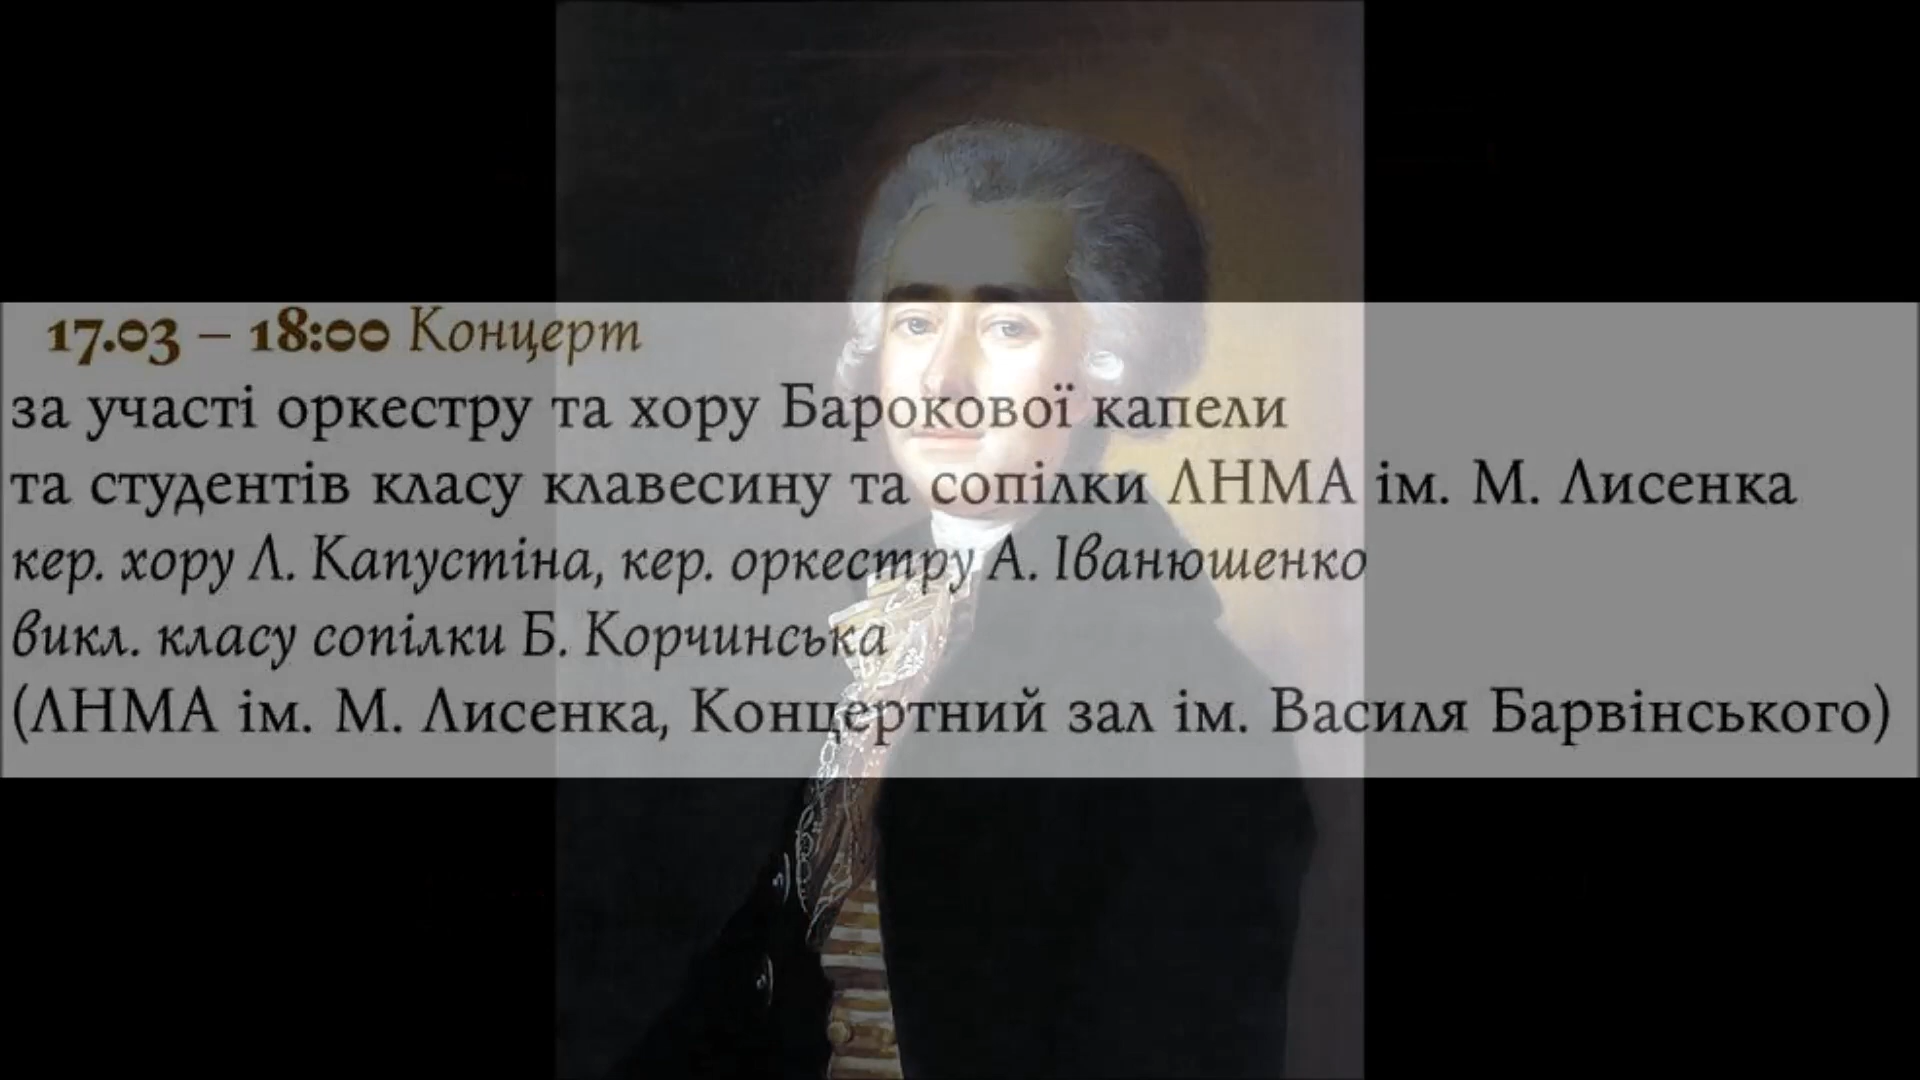 17.03 – 18:00 Концерт
за участі оркестру та хору Барокової капели
та студентів класу клавесину та сопілки ЛНМА ім. М. Лисенка
кер. хору Л. Капустіна, кер. оркестру А. Іванюшенко
викл. класу сопілки Б. Корчинська
(ЛНМА ім. М. Лисенка, Концертний зал ім. Василя Барвінського)